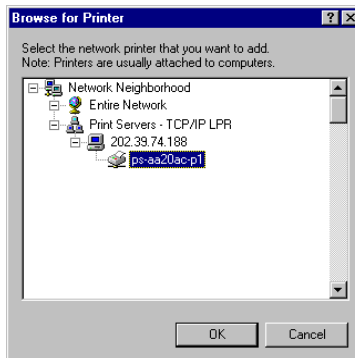 Browse for Printer
Select the network printer that you want to add.
Note: Printers are usually attached to computers.
Network Neighborhood
Entire Network
Print Servers - TCP/IP LPR
202.39.74.188
ps-aa20ac-p1
OK Cancel